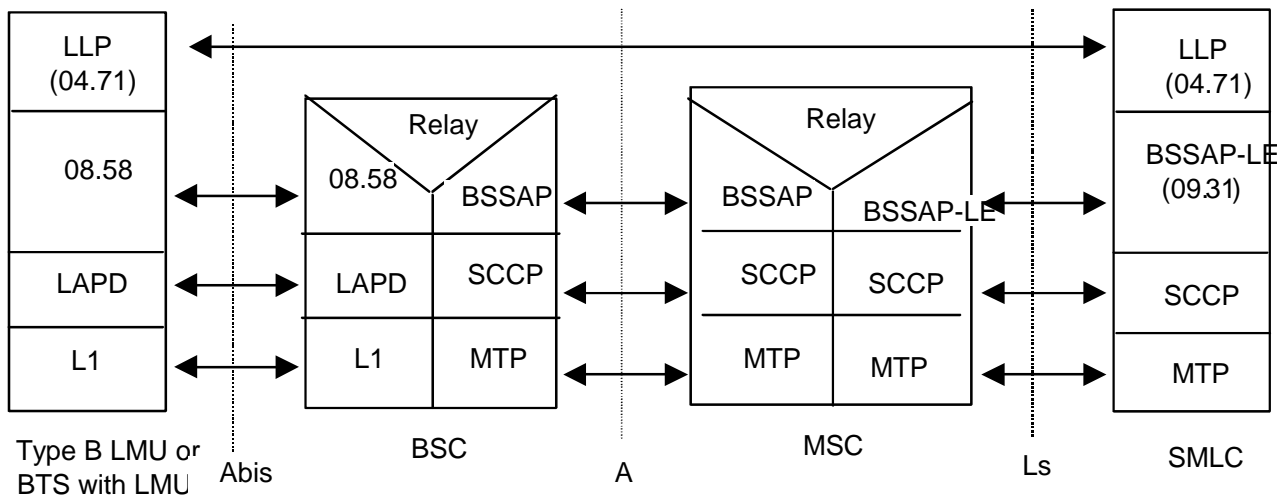 LLP
(04.71)
08.58
LAPD
L1
Type B LMU or
BTS with LMU
Abis
Relay
08.58
BSSAP
LAPD
SCCP
L1
MTP
BSC
A
Relay
BSSAP
BSSAP-LE
SCCP
SCCP
MTP
MTP
MSC
Ls
LLP
(04.71)
BSSAP-LE
(09.31)
SCCP
MTP
SMLC